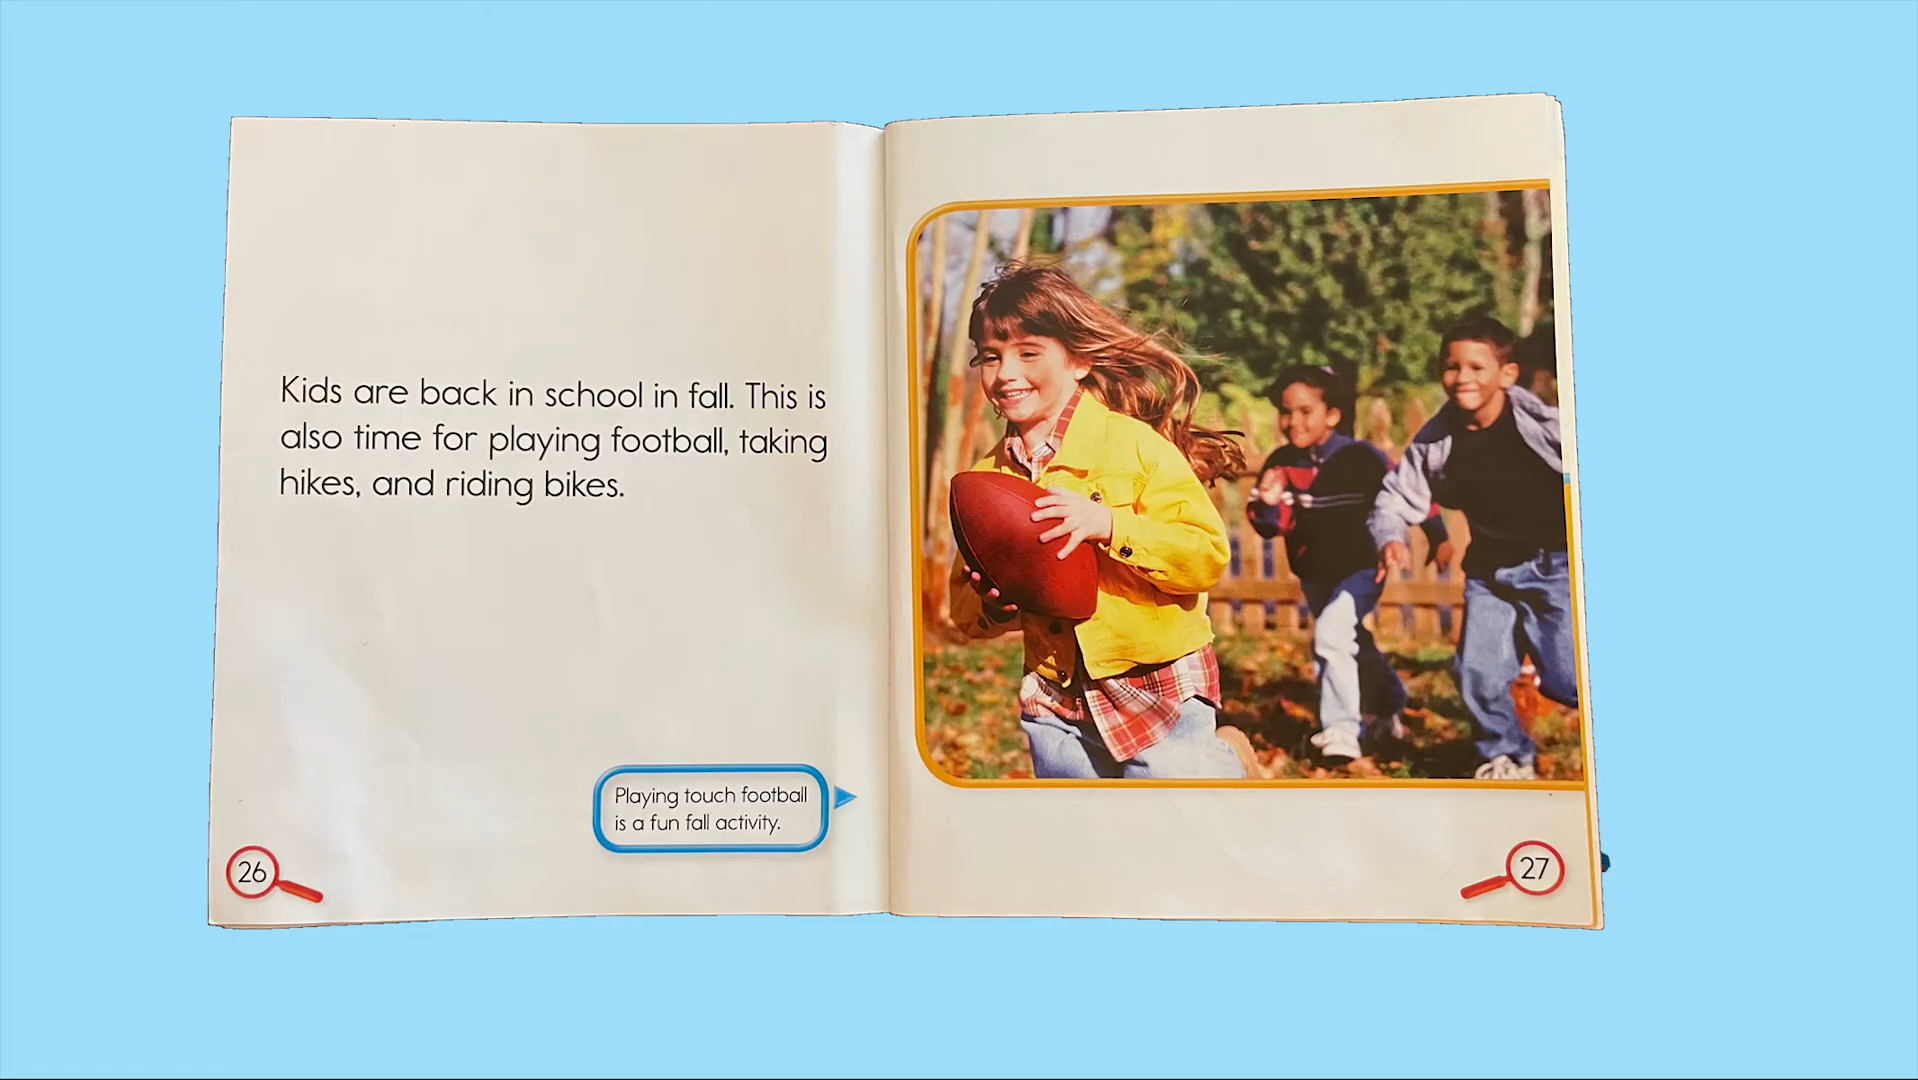 Kids are back in school in fall. This is
also time for playing football, taking
hikes, and riding bikes.
Playing touch football
is a fun fall activity.
26
27